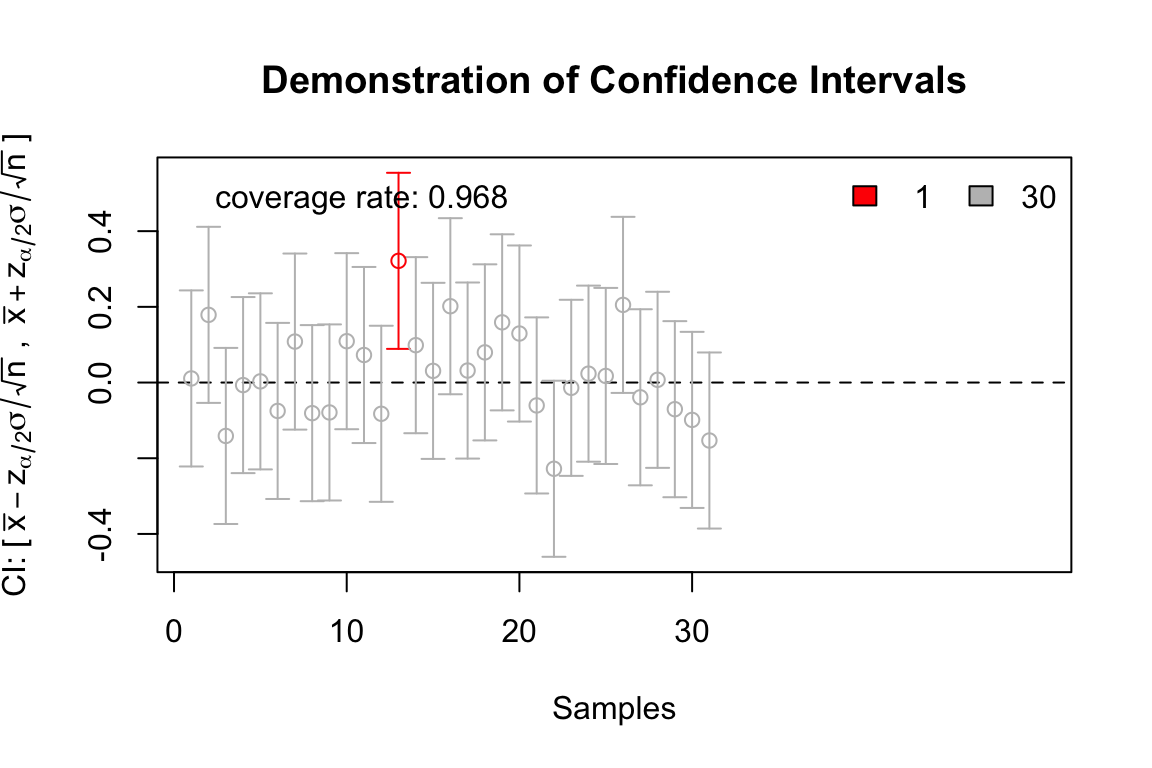 Demonstration of Confidence Intervals
CI: [ x̅ − zα/2σ/√n , x̅ + zα/2σ/√n ]
coverage rate: 0.968
1 30
0.4
0.2
0.0
-0.4
0 10 20 30
Samples